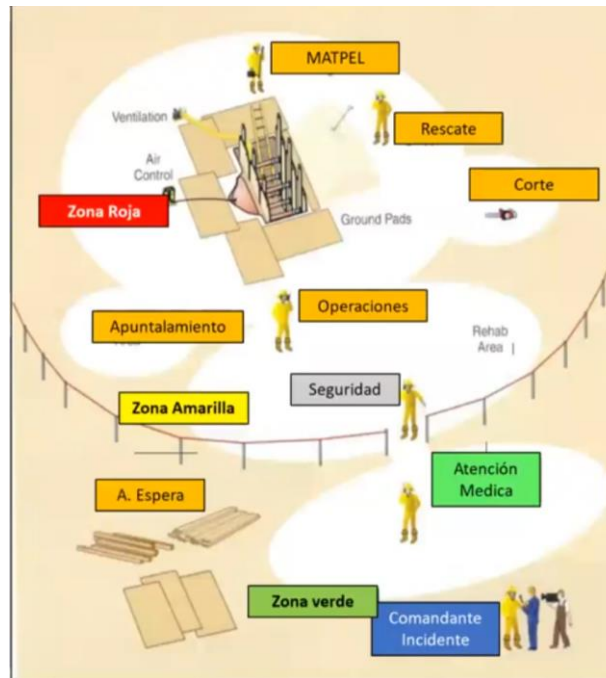 MATPEL
Ventilation
Rescate
Air
Control
Corte
Zona Roja
Ground Pads
Operaciones
Apuntalamiento
Rehab
Area
Seguridad
Zona Amarilla
Atención
Medica
A. Espera
Zona verde
Comandante
Incidente